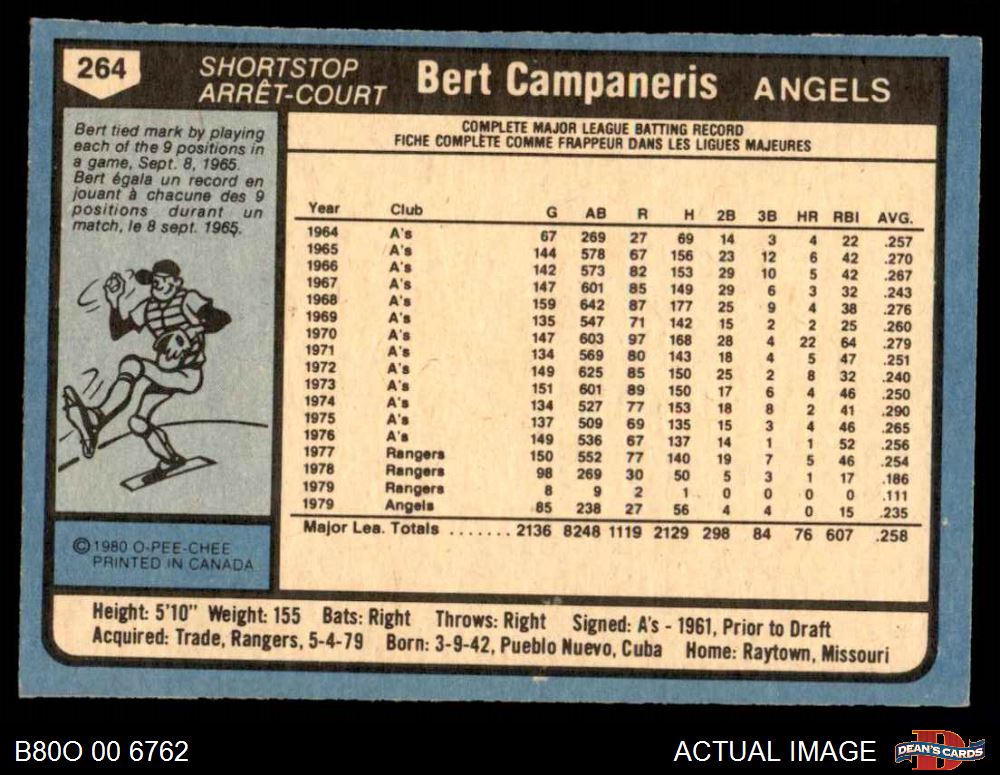 264
SHORTSTOP
ARRÊT-COURT
Bert Campaneris
ANGELS
Bert tied mark by playing
each of the 9 positions in
a game, Sept. 8, 1965.
Bert égala un record en
jouant à chacune des 9
positions durant un
match, le 8 sept. 1965.
COMPLETE MAJOR LEAGUE BATTING RECORD
FICHE COMPLÈTE COMME FRAPPEUR DANS LES LIGUES MAJEURES
Year Club G AB R H 2B 3B HR RBI AVG.
1964 A's 67 269 27 69 14 3 4 22 .257
1965 A's 144 578 67 156 23 12 6 42 .270
1966 A's 142 573 82 153 29 10 5 42 .267
1967 A's 147 601 85 149 29 6 3 32 .243
1968 A's 159 642 87 177 25 9 4 38 .276
1969 A's 135 547 71 142 15 2 2 25 .260
1970 A's 147 603 97 168 28 4 22 64 .279
1971 A's 134 569 80 143 18 4 5 47 .251
1972 A's 149 625 85 150 25 2 8 32 .240
1973 A's 151 601 89 150 17 6 4 46 .250
1974 A's 134 527 77 153 18 8 2 41 .290
1975 A's 137 509 69 135 15 3 4 46 .265
1976 A's 149 536 67 137 14 1 1 52 .256
1977 Rangers 150 552 77 140 19 7 5 46 .254
1978 Rangers 98 269 30 50 5 3 1 17 .186
1979 Rangers 8 9 2 1 0 0 0 0 .111
1979 Angels 85 238 27 56 4 4 0 15 .235
Major Lea. Totals ....... 2136 8248 1119 2129 298 84 76 607 .258
© 1980 O-PEE-CHEE
PRINTED IN CANADA
Height: 5'10" Weight: 155 Bats: Right Throws: Right Signed: A's - 1961, Prior to Draft
Acquired: Trade, Rangers, 5-4-79 Born: 3-9-42, Pueblo Nuevo, Cuba Home: Raytown, Missouri
B80O 00 6762
ACTUAL IMAGE
D
DEAN'S CARDS